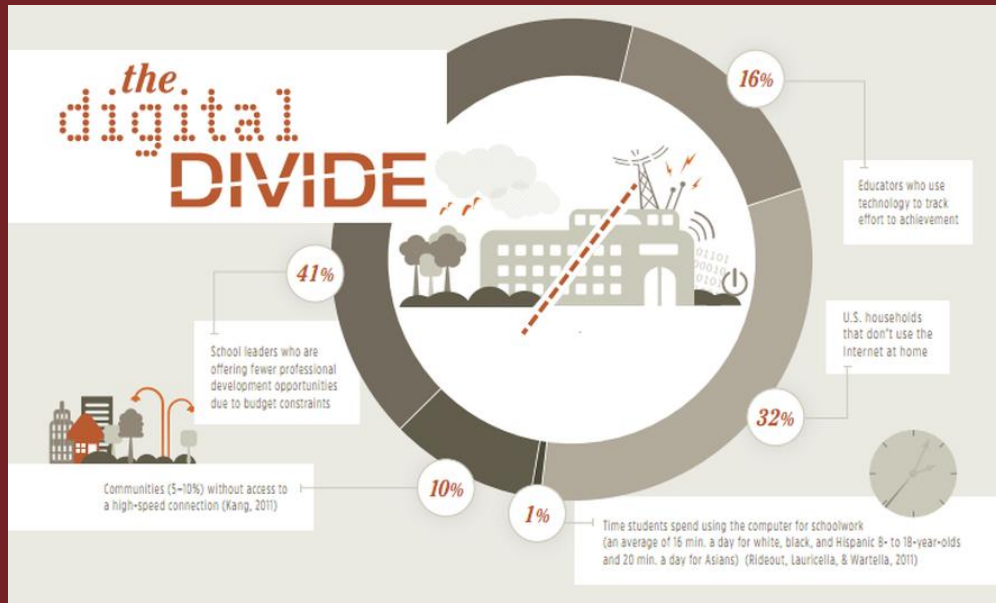 the
digital
DIVIDE
16%
Educators who use
technology to track
effort to achievement
01101
00010
0101
41%
School leaders who are
offering fewer professional
development opportunities
due to budget constraints
U.S. households
that don't use the
Internet at home
32%
Communities (5–10%) without access to
a high-speed connection (Kang, 2011)
10%
1%
Time students spend using the computer for schoolwork
(an average of 16 min. a day for white, black, and Hispanic 8- to 18-year-olds
and 20 min. a day for Asians) (Rideout, Lauricella, & Wartella, 2011)